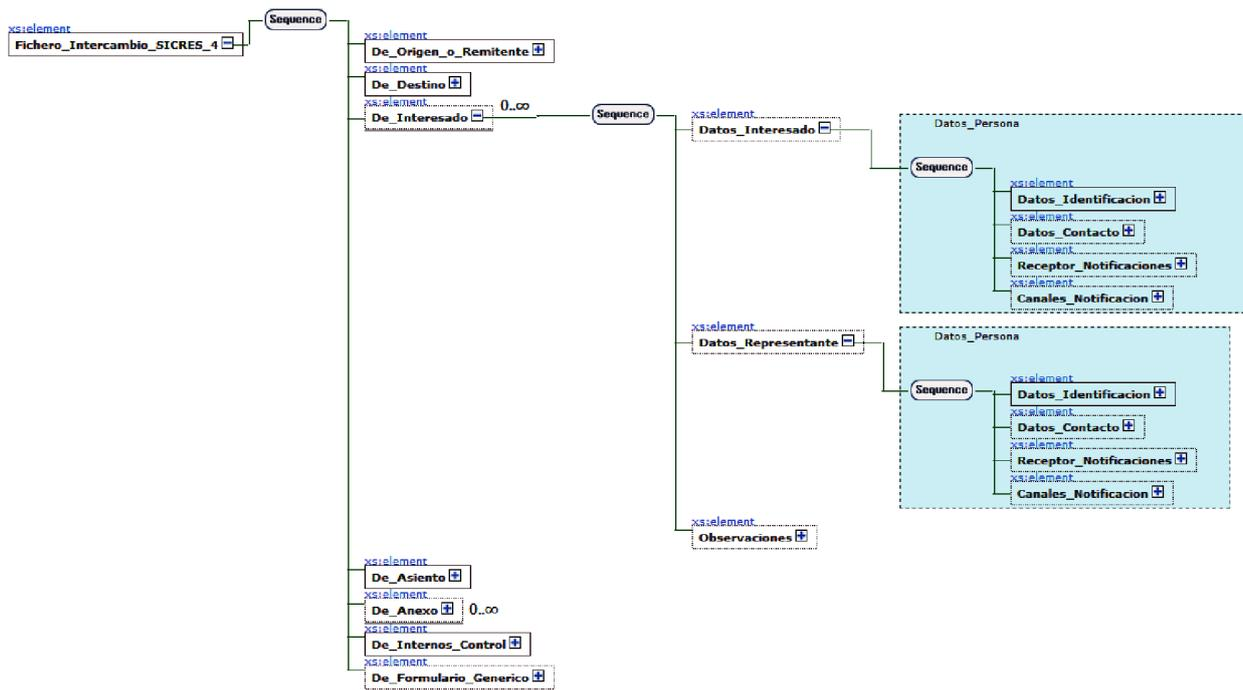 xs:element
Fichero_Intercambio_SICRES_4
Sequence
xs:element
De_Origen_o_Remitente
xs:element
De_Destino
xs:element
De_Interesado
0..∞
Sequence
xs:element
Datos_Interesado
Datos_Persona
Sequence
xs:element
Datos_Identificacion
xs:element
Datos_Contacto
xs:element
Receptor_Notificaciones
xs:element
Canales_Notificacion
xs:element
Datos_Representante
Datos_Persona
Sequence
xs:element
Datos_Identificacion
xs:element
Datos_Contacto
xs:element
Receptor_Notificaciones
xs:element
Canales_Notificacion
xs:element
Observaciones
xs:element
De_Asiento
xs:element
De_Anexo
0..∞
xs:element
De_Internos_Control
xs:element
De_Formulario_Generico